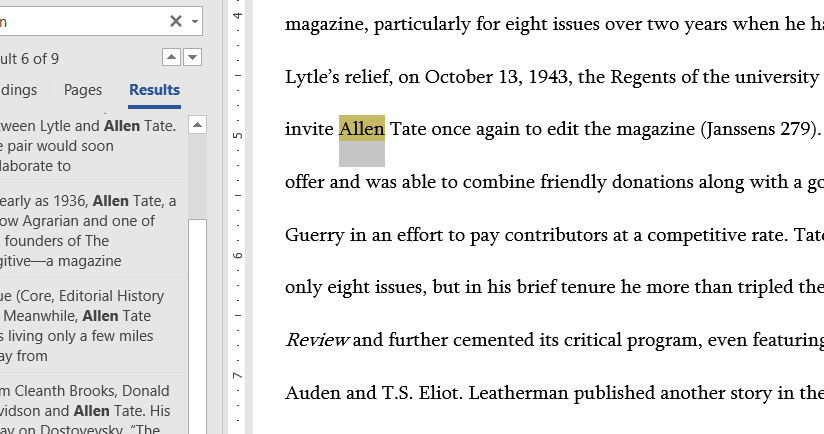 n
ult 6 of 9
dings Pages Results
ween Lytle and Allen Tate.
e pair would soon
laborate to
early as 1936, Allen Tate, a
ow Agrarian and one of
founders of The
gitive—a magazine
ue (Core, Editorial History
Meanwhile, Allen Tate
s living only a few miles
ay from
m Cleanth Brooks, Donald
vidson and Allen Tate. His
ay on Dostoyevsky, “The
4
5
6
7
magazine, particularly for eight issues over two years when he ha
Lytle’s relief, on October 13, 1943, the Regents of the university
invite Allen Tate once again to edit the magazine (Janssens 279).
offer and was able to combine friendly donations along with a go
Guerry in an effort to pay contributors at a competitive rate. Tate
only eight issues, but in his brief tenure he more than tripled the
Review and further cemented its critical program, even featuring
Auden and T.S. Eliot. Leatherman published another story in the